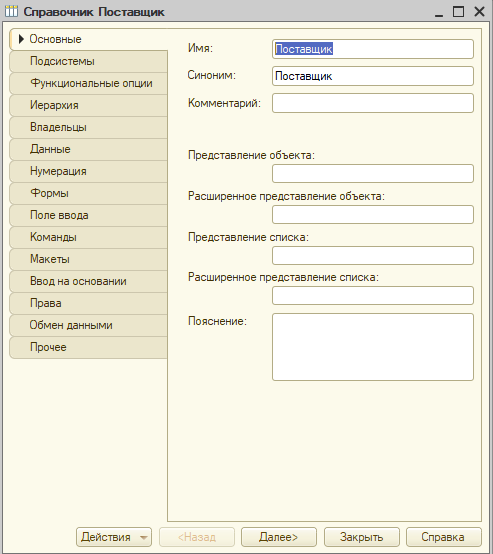 Справочник Поставщик
Основные
Подсистемы
Функциональные опции
Иерархия
Владельцы
Данные
Нумерация
Формы
Поле ввода
Команды
Макеты
Ввод на основании
Права
Обмен данными
Прочее
Имя: Поставщик
Синоним: Поставщик
Комментарий:
Представление объекта:
Расширенное представление объекта:
Представление списка:
Расширенное представление списка:
Пояснение:
Действия <Назад Далее> Закрыть Справка